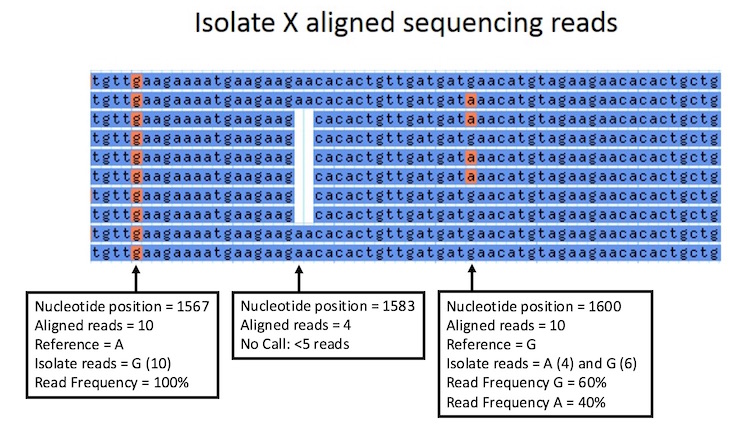 Isolate X aligned sequencing reads
tgttgaagaaaatgaagaagaacacactgttgatgatgaacatgtagaagaacacactgctg
tgttgaagaaaatgaagaagaacacactgttgatgataaacatgtagaagaacacactgctg
tgttgaagaaaatgaagaag cacactgttgatgataaacatgtagaagaacacactgctg
tgttgaagaaaatgaagaag cacactgttgatgatgaacatgtagaagaacacactgctg
tgttgaagaaaatgaagaag cacactgttgatgataaacatgtagaagaacacactgctg
tgttgaagaaaatgaagaag cacactgttgatgataaacatgtagaagaacacactgctg
tgttgaagaaaatgaagaag cacactgttgatgatgaacatgtagaagaacacactgctg
tgttgaagaaaatgaagaag cacactgttgatgatgaacatgtagaagaacacactgctg
tgttgaagaaaatgaagaagaacacactgttgatgatgaacatgtagaagaacacactgctg
tgttgaagaaaatgaagaagaacacactgttgatgatgaacatgtagaagaacacactgctg
Nucleotide position = 1567
Aligned reads = 10
Reference = A
Isolate reads = G (10)
Read Frequency = 100%
Nucleotide position = 1583
Aligned reads = 4
No Call: <5 reads
Nucleotide position = 1600
Aligned reads = 10
Reference = G
Isolate reads = A (4) and G (6)
Read Frequency G = 60%
Read Frequency A = 40%